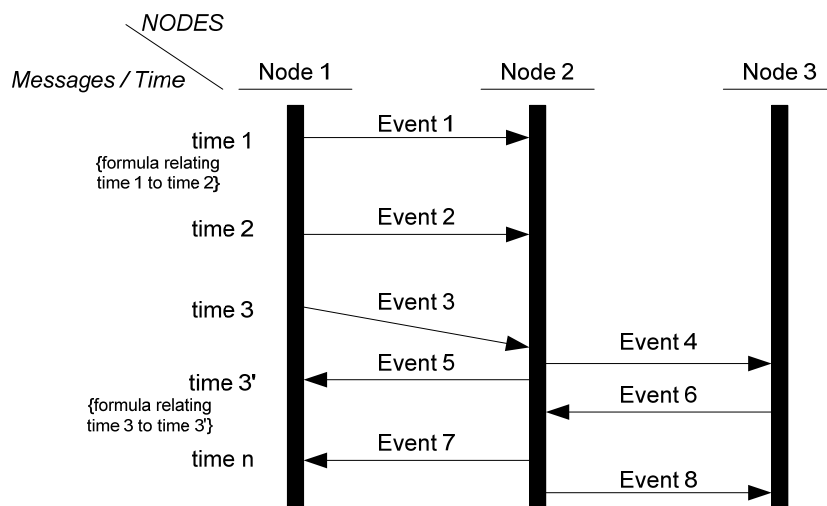 NODES
Messages / Time
Node 1
Node 2
Node 3
time 1
{formula relating
time 1 to time 2}
Event 1
time 2
Event 2
time 3
Event 3
Event 4
time 3'
Event 5
{formula relating
time 3 to time 3'}
Event 6
time n
Event 7
Event 8